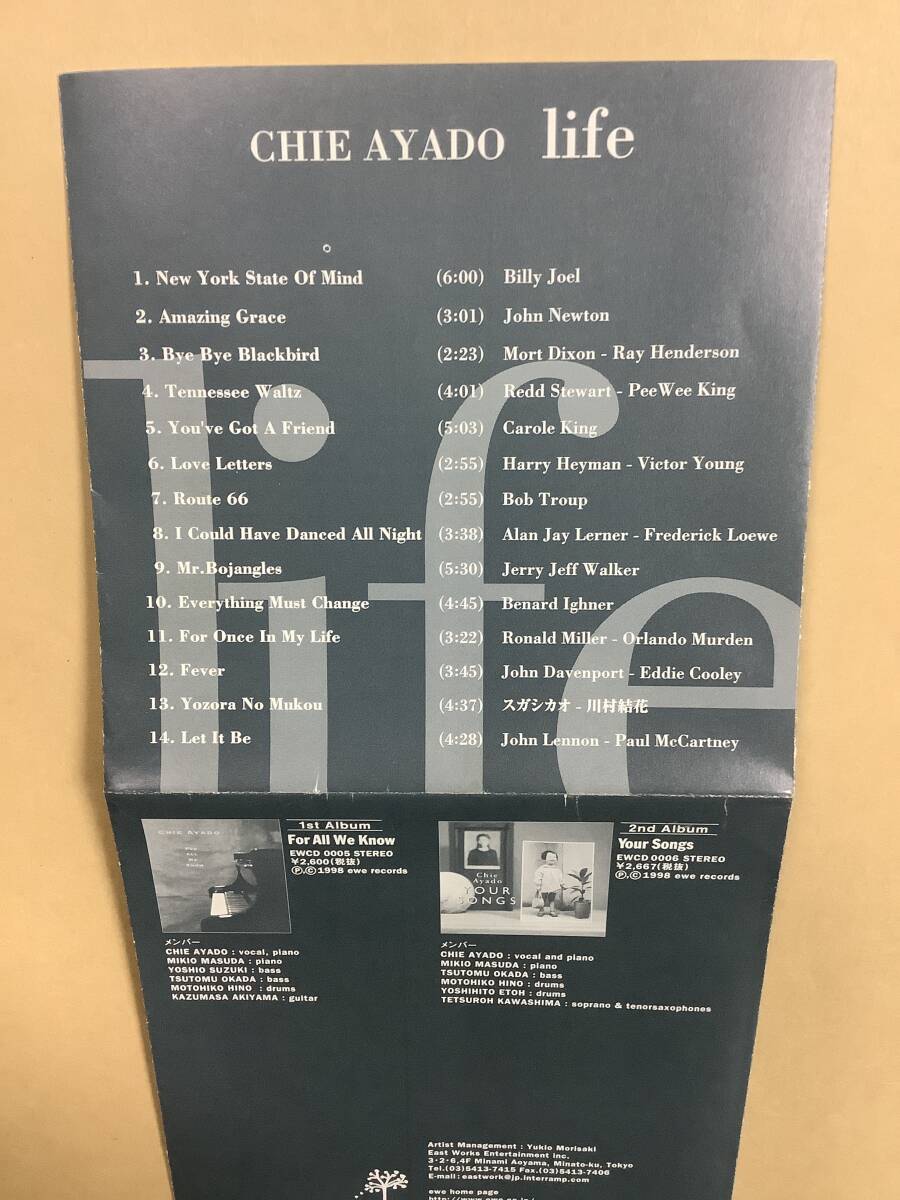 CHIE AYADO life
1. New York State Of Mind (6:00) Billy Joel
2. Amazing Grace (3:01) John Newton
3. Bye Bye Blackbird (2:23) Mort Dixon - Ray Henderson
4. Tennessee Waltz (4:01) Redd Stewart - PeeWee King
5. You've Got A Friend (5:03) Carole King
6. Love Letters (2:55) Harry Heyman - Victor Young
7. Route 66 (2:55) Bob Troup
8. I Could Have Danced All Night (3:38) Alan Jay Lerner - Frederick Loewe
9. Mr.Bojangles (5:30) Jerry Jeff Walker
10. Everything Must Change (4:45) Benard Ighner
11. For Once In My Life (3:22) Ronald Miller - Orlando Murden
12. Fever (3:45) John Davenport - Eddie Cooley
13. Yozora No Mukou (4:37) スガシカオ - 川村結花
14. Let It Be (4:28) John Lennon - Paul McCartney
life
CHIE AYADO
FOR ALL WE KNOW
1st Album
For All We Know
EWCD 0005 STEREO
¥2,600(税抜)
Ⓟ,Ⓒ1998 ewe records
メンバー
CHIE AYADO : vocal, piano
MIKIO MASUDA : piano
YOSHIO SUZUKI : bass
TSUTOMU OKADA : bass
MOTOHIKO HINO : drums
KAZUMASA AKIYAMA : guitar
Chie
Ayado
YOUR
SONGS
2nd Album
Your Songs
EWCD 0006 STEREO
¥2,667(税抜)
Ⓟ,Ⓒ1998 ewe records
メンバー
CHIE AYADO : vocal and piano
MIKIO MASUDA : piano
TSUTOMU OKADA : bass
MOTOHIKO HINO : drums
YOSHIHITO ETOH : drums
TETSUROH KAWASHIMA : soprano & tenorsaxophones
Artist Management : Yukio Morisaki
East Works Entertainment Inc.
3-2-6,4F Minami Aoyama, Minato-ku, Tokyo
Tel.(03)5413-7415 Fax.(03)5413-7406
E-mail: eastwork@jp.interramp.com
ewe home page